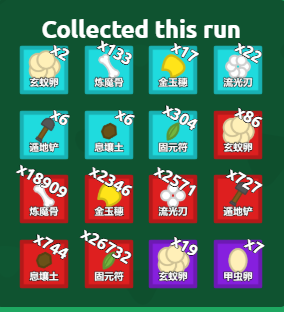 Collected this run
x2 x133 x17 x22
玄蚁卵 炼魔骨 金玉穗 流光刃
x6 x6 x304 x86
遁地铲 息壤土 固元符 玄蚁卵
x18909 x2346 x2571 x727
炼魔骨 金玉穗 流光刃 遁地铲
x744 x26732 x19 x7
息壤土 固元符 玄蚁卵 甲虫卵